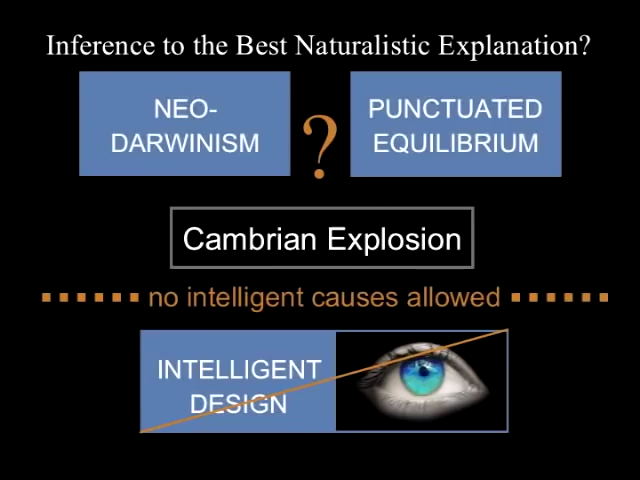 Inference to the Best Naturalistic Explanation?
NEO-
DARWINISM
?
PUNCTUATED
EQUILIBRIUM
Cambrian Explosion
no intelligent causes allowed
INTELLIGENT
DESIGN